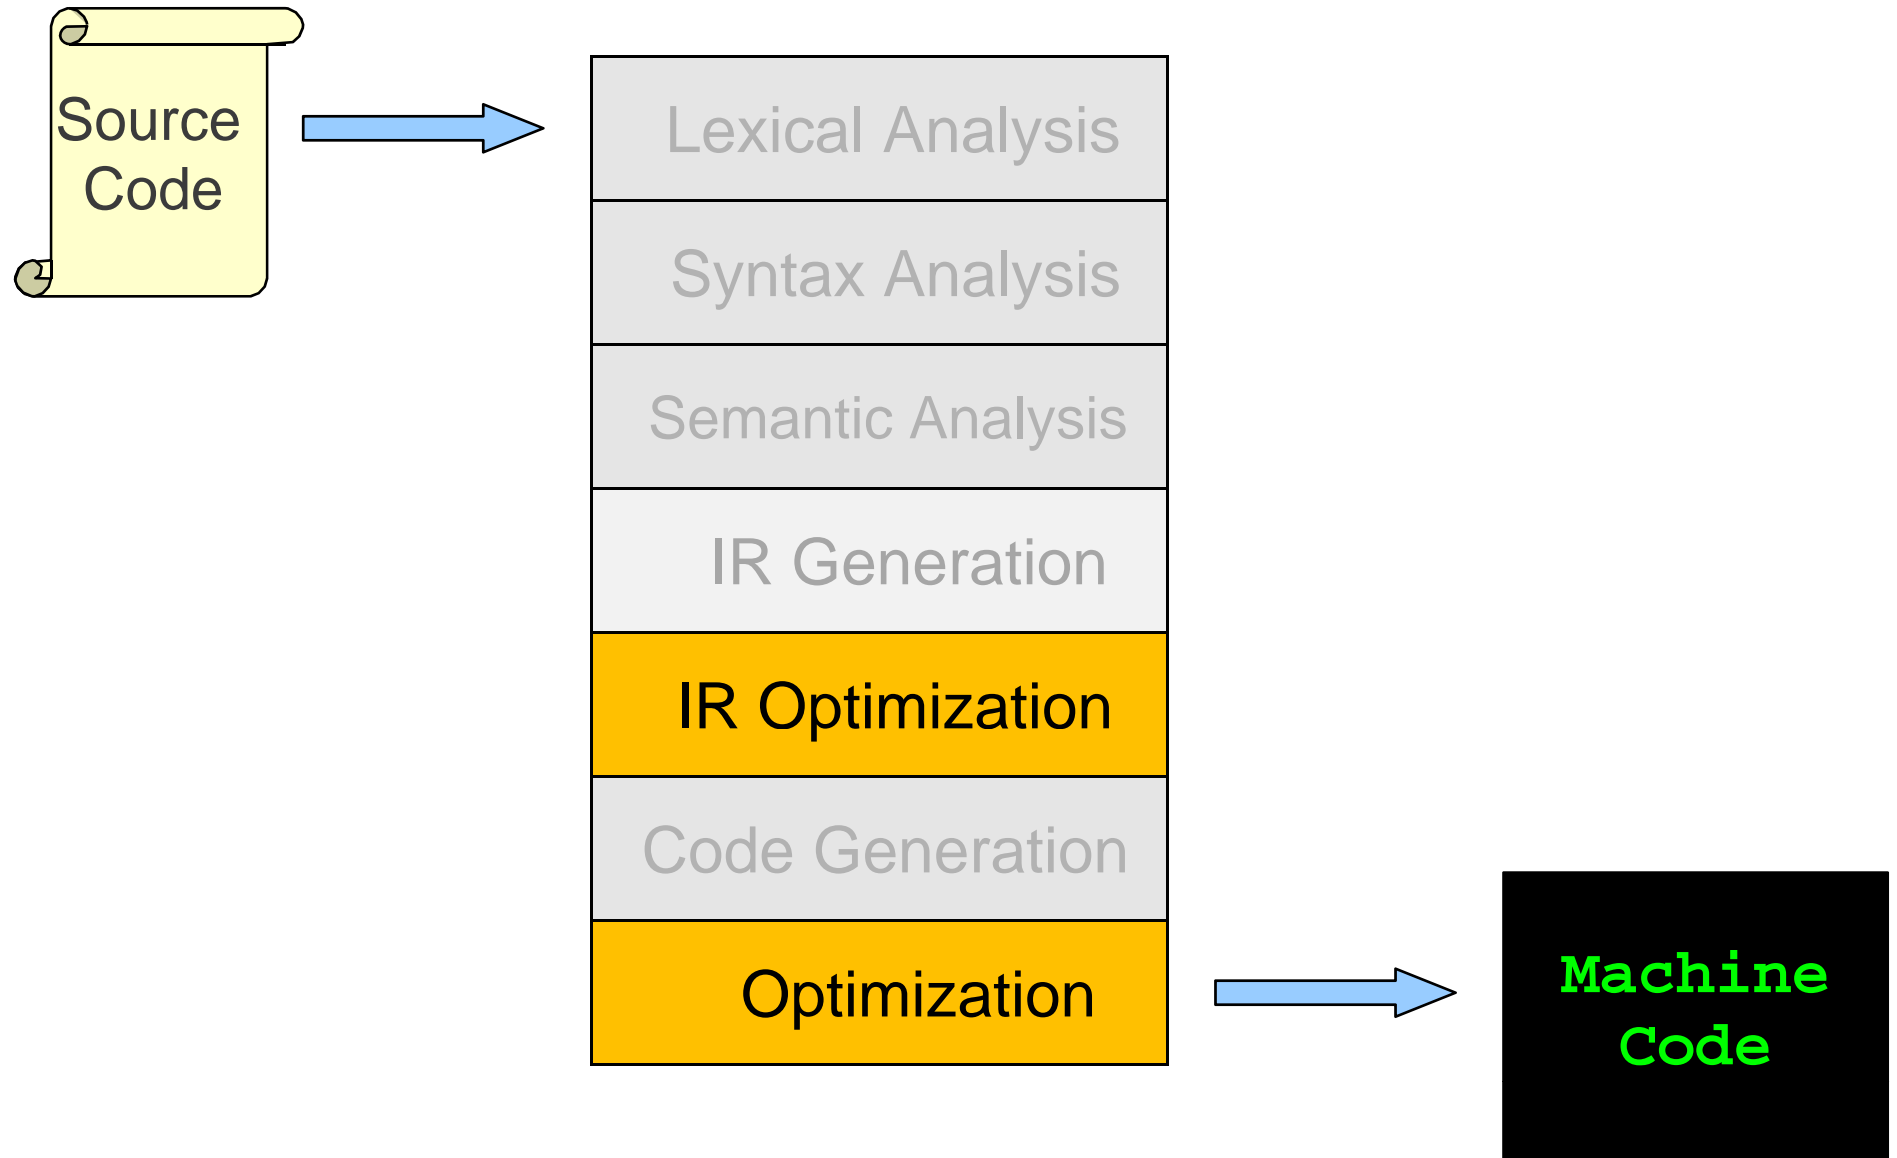 Source
Code
Lexical Analysis
Syntax Analysis
Semantic Analysis
IR Generation
IR Optimization
Code Generation
Optimization
Machine
Code